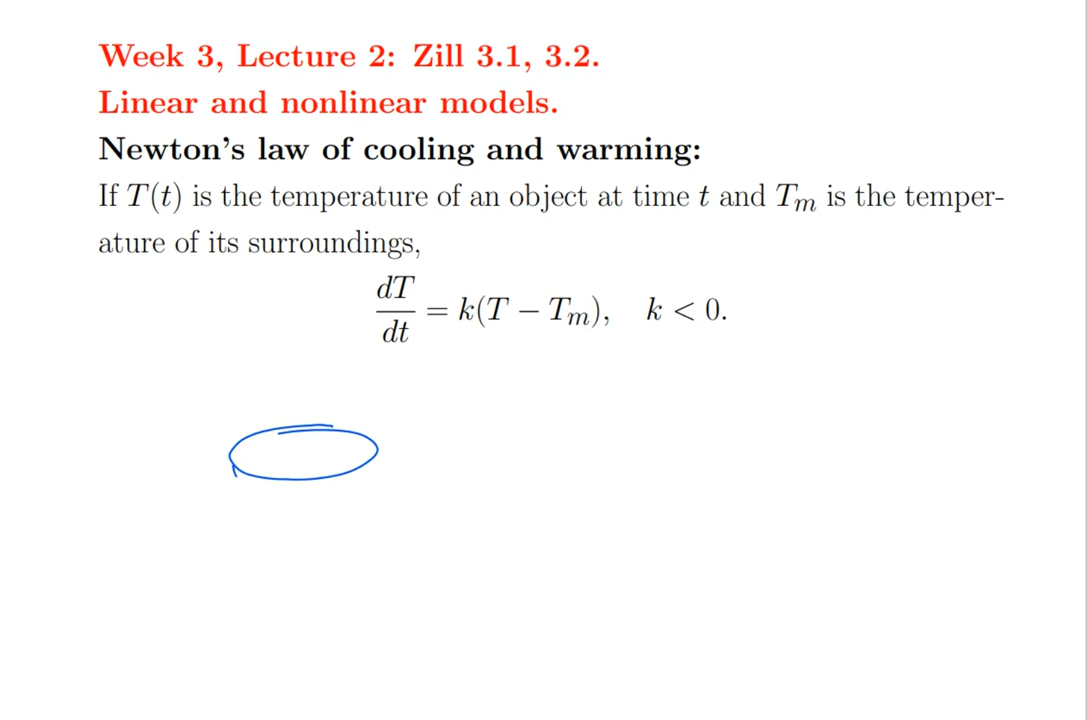 Week 3, Lecture 2: Zill 3.1, 3.2.
Linear and nonlinear models.
Newton's law of cooling and warming:
If T(t) is the temperature of an object at time t and Tₘ is the temper-
ature of its surroundings,
dT/dt = k(T − Tₘ), k < 0.